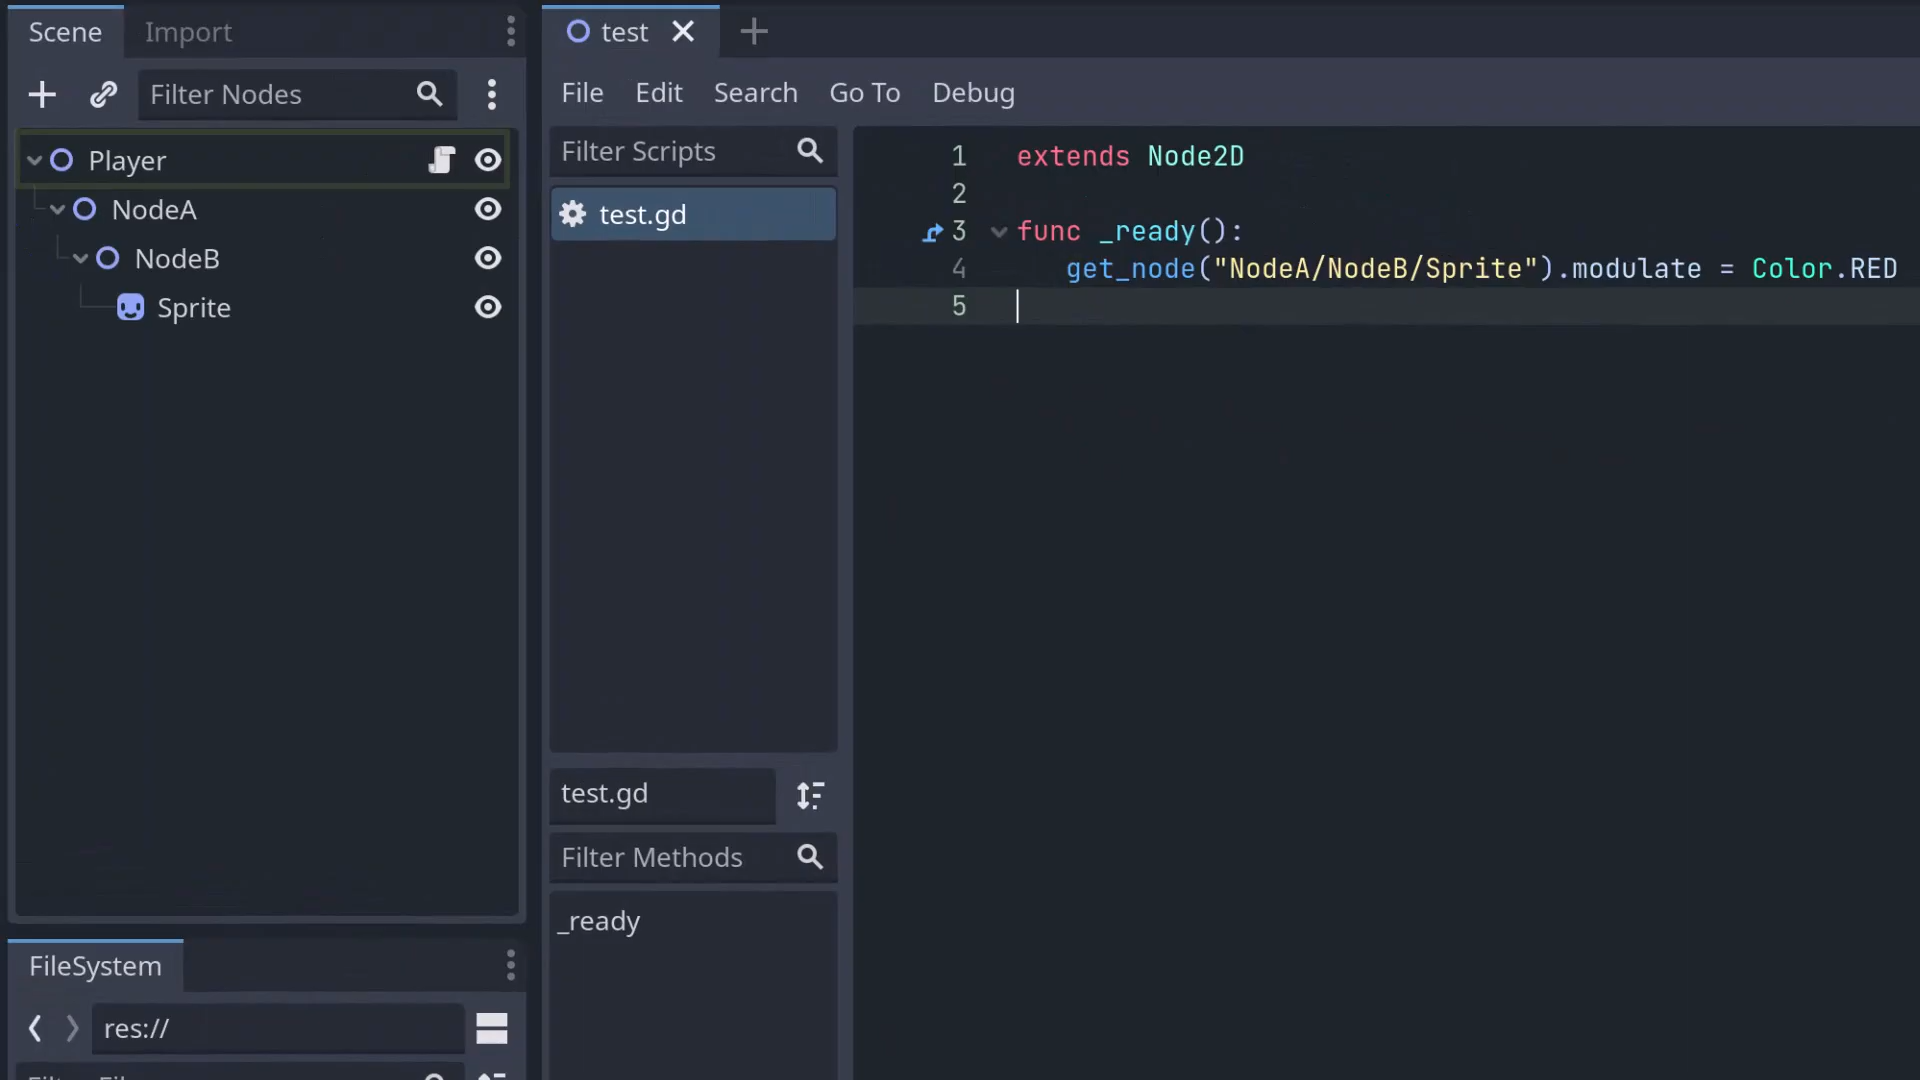 Scene
Import
Filter Nodes
Player
NodeA
NodeB
Sprite
FileSystem
res://
test
File Edit Search Go To Debug
Filter Scripts
test.gd
test.gd
Filter Methods
_ready
1 extends Node2D
2
3 func _ready():
4 get_node("NodeA/NodeB/Sprite").modulate = Color.RED
5